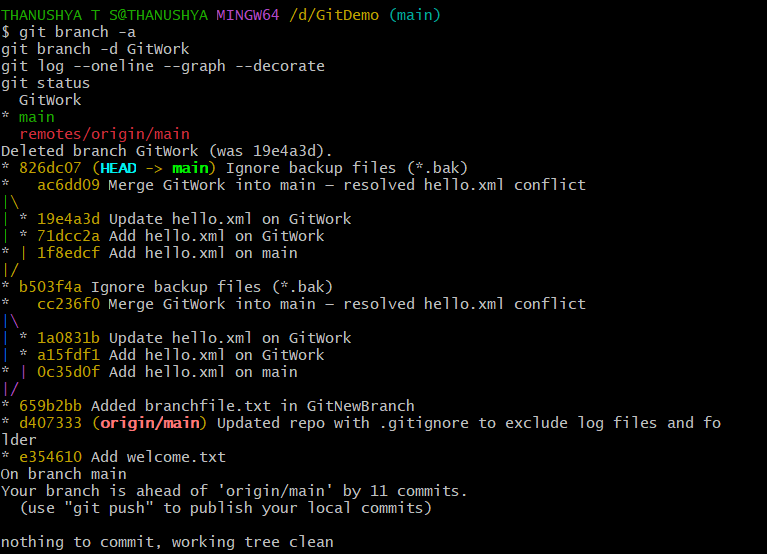 THANUSHYA T S@THANUSHYA MINGW64 /d/GitDemo (main)
$ git branch -a
git branch -d GitWork
git log --oneline --graph --decorate
git status
  GitWork
* main
  remotes/origin/main
Deleted branch GitWork (was 19e4a3d).
* 826dc07 (HEAD -> main) Ignore backup files (*.bak)
*   ac6dd09 Merge GitWork into main – resolved hello.xml conflict
|\
| * 19e4a3d Update hello.xml on GitWork
| * 71dcc2a Add hello.xml on GitWork
* | 1f8edcf Add hello.xml on main
|/
* b503f4a Ignore backup files (*.bak)
*   cc236f0 Merge GitWork into main – resolved hello.xml conflict
|\
| * 1a0831b Update hello.xml on GitWork
| * a15fdf1 Add hello.xml on GitWork
* | 0c35d0f Add hello.xml on main
|/
* 659b2bb Added branchfile.txt in GitNewBranch
* d407333 (origin/main) Updated repo with .gitignore to exclude log files and fo
lder
* e354610 Add welcome.txt
On branch main
Your branch is ahead of 'origin/main' by 11 commits.
  (use "git push" to publish your local commits)

nothing to commit, working tree clean